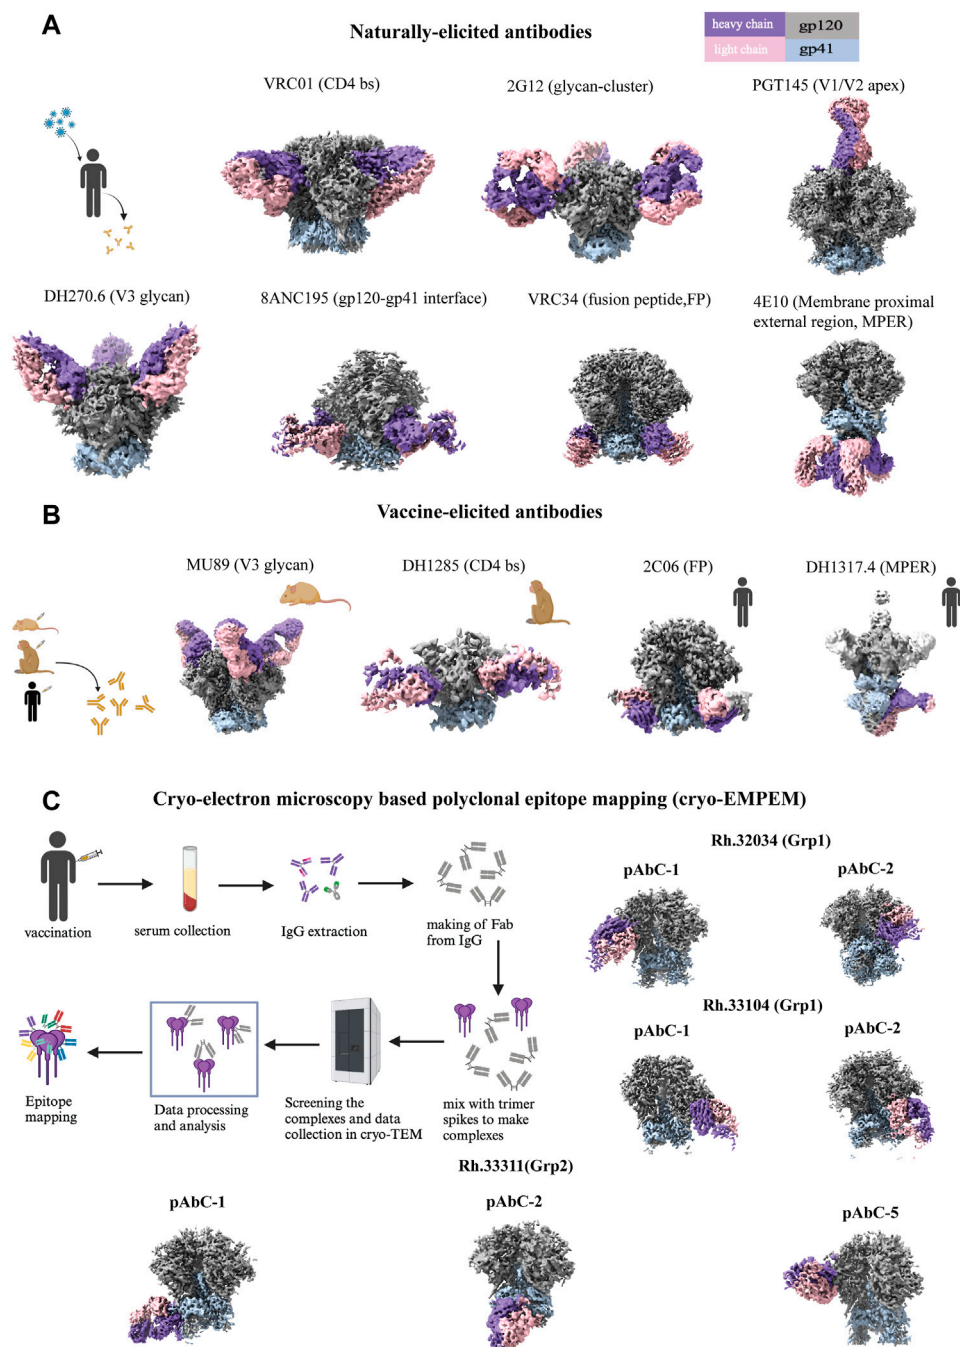 A
Naturally-elicited antibodies
heavy chain
gp120
light chain
gp41
VRC01 (CD4 bs)
2G12 (glycan-cluster)
PGT145 (V1/V2 apex)
DH270.6 (V3 glycan)
8ANC195 (gp120-gp41 interface)
VRC34 (fusion peptide,FP)
4E10 (Membrane proximal
external region, MPER)
B
Vaccine-elicited antibodies
MU89 (V3 glycan)
DH1285 (CD4 bs)
2C06 (FP)
DH1317.4 (MPER)
C
Cryo-electron microscopy based polyclonal epitope mapping (cryo-EMPEM)
vaccination
serum collection
IgG extraction
making of Fab
from IgG
Rh.32034 (Grp1)
pAbC-1
pAbC-2
Rh.33104 (Grp1)
pAbC-1
pAbC-2
Epitope
mapping
Data processing
and analysis
Screening the
complexes and data
collection in cryo-TEM
mix with trimer
spikes to make
complexes
Rh.33311(Grp2)
pAbC-1
pAbC-2
pAbC-5